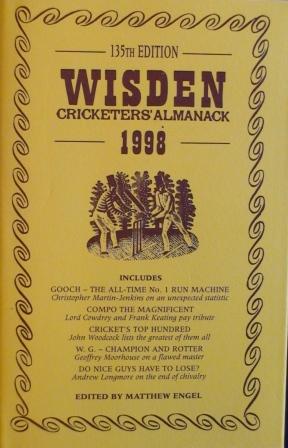 135TH EDITION
WISDEN
CRICKETERS' ALMANACK
1998
INCLUDES
GOOCH – THE ALL-TIME No. 1 RUN MACHINE
Christopher Martin-Jenkins on an unexpected statistic
COMPO THE MAGNIFICENT
Lord Cowdrey and Frank Keating pay tribute
CRICKET'S TOP HUNDRED
John Woodcock lists the greatest of them all
W. G. – CHAMPION AND ROTTER
Geoffrey Moorhouse on a flawed master
DO NICE GUYS HAVE TO LOSE?
Andrew Longmore on the end of chivalry
EDITED BY MATTHEW ENGEL